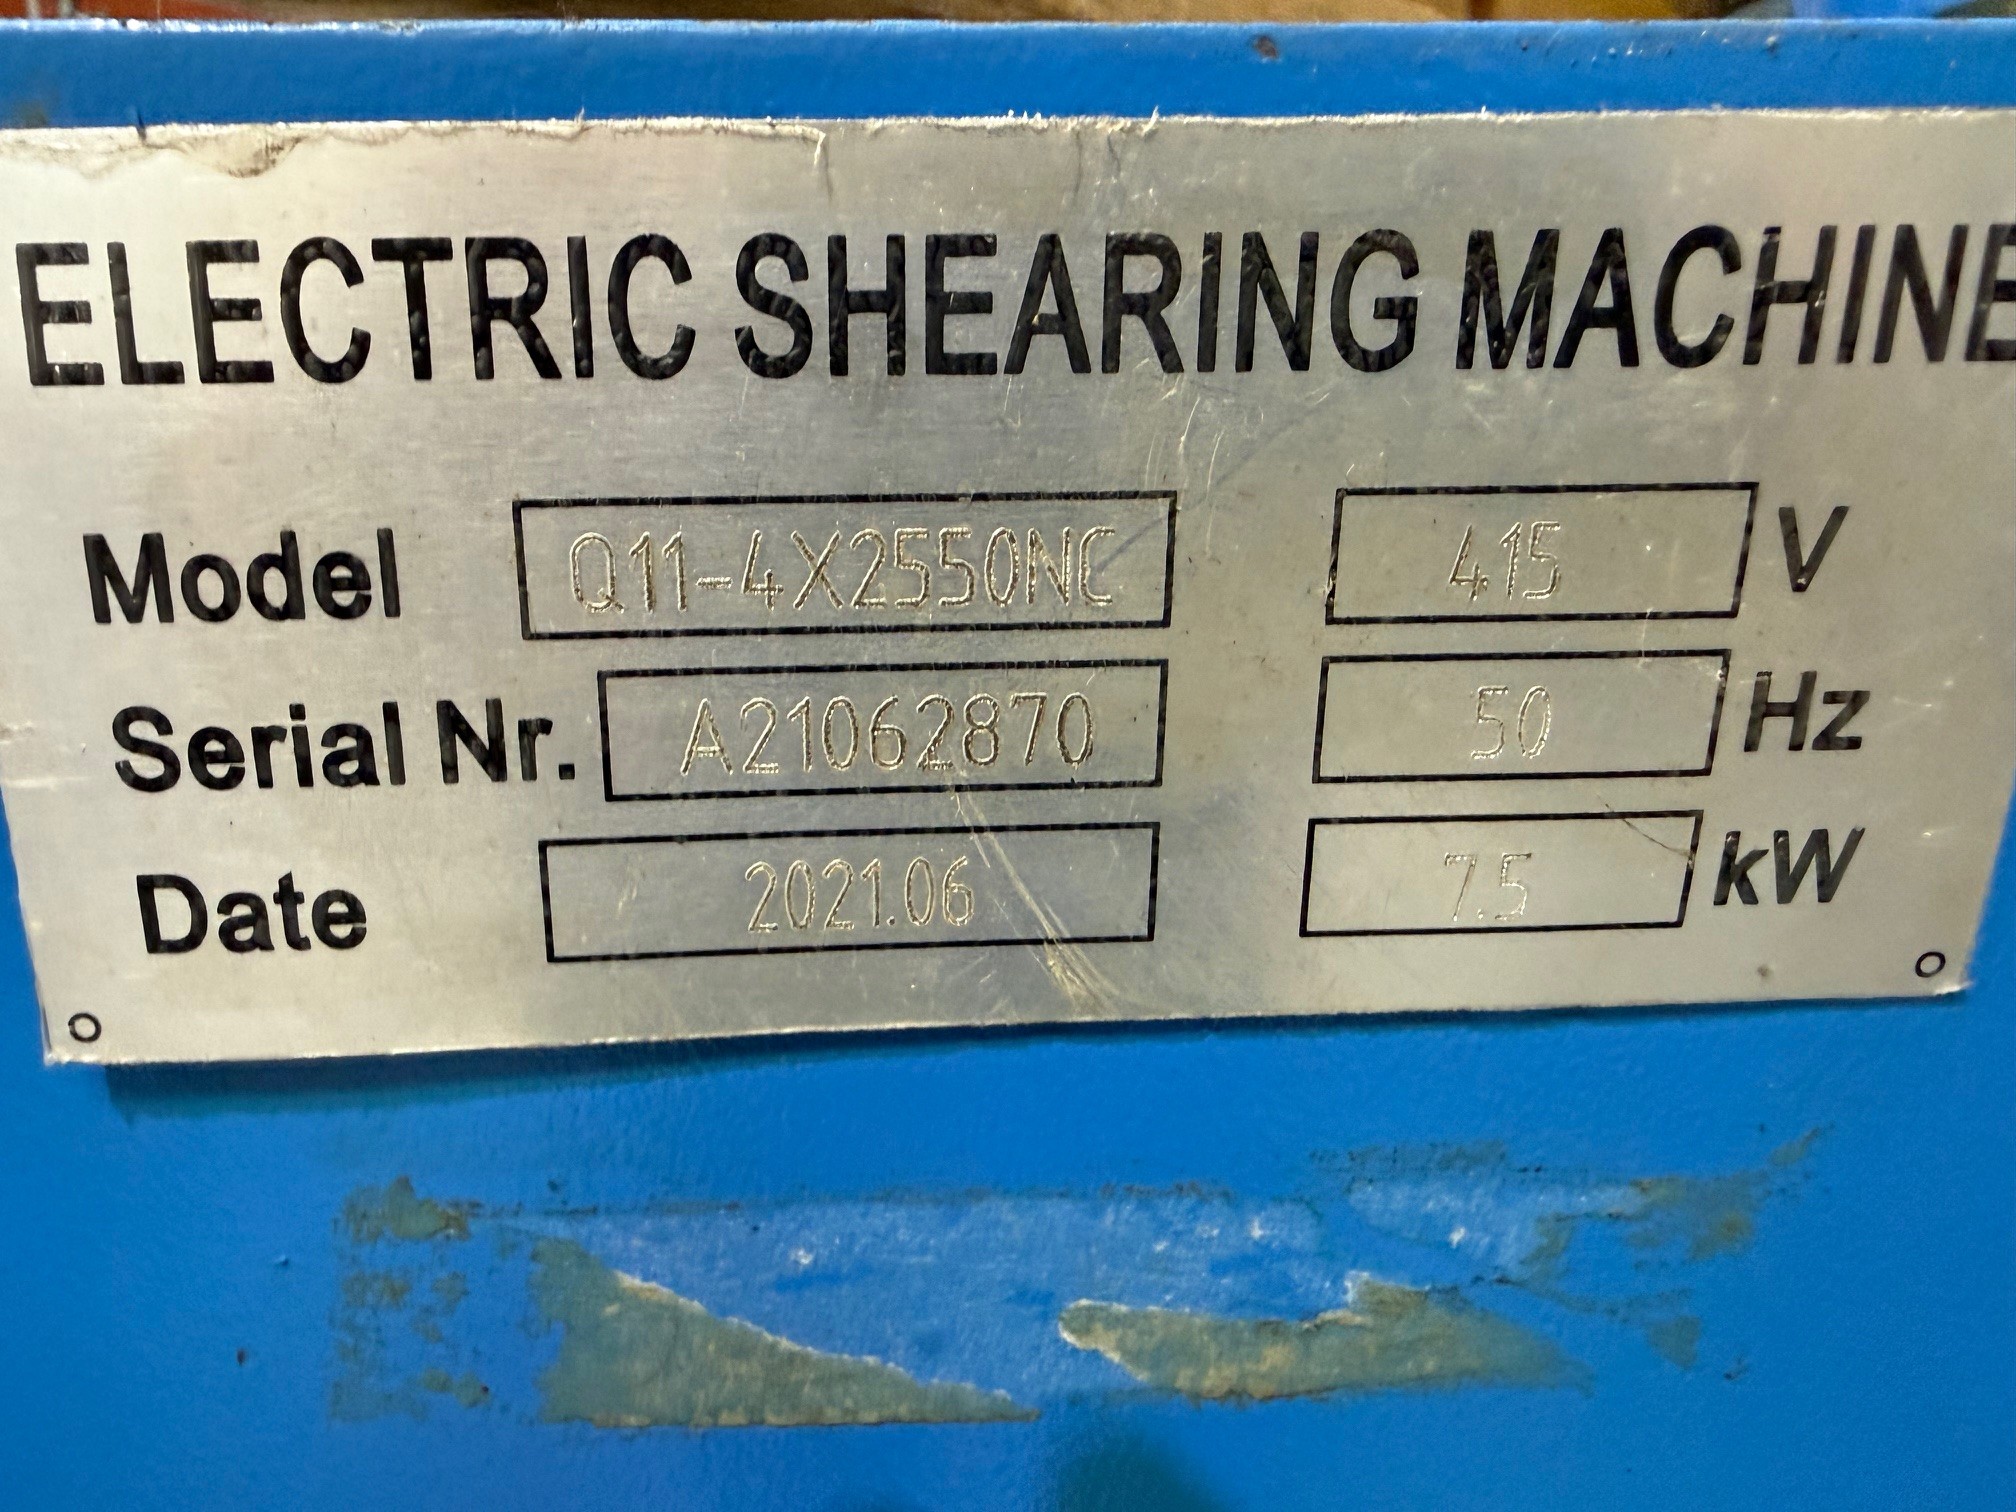 ELECTRIC SHEARING MACHINE
Model Q11-4X2550NC 415 V
Serial Nr. A21062870 50 Hz
Date 2021.06 7.5 kW